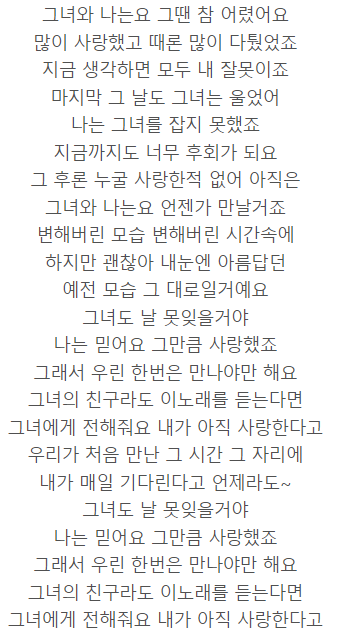 그녀와 나는요 그땐 참 어렸어요
많이 사랑했고 때론 많이 다퉜었죠
지금 생각하면 모두 내 잘못이죠
마지막 그 날도 그녀는 울었어
나는 그녀를 잡지 못했죠
지금까지도 너무 후회가 되요
그 후론 누굴 사랑한적 없어 아직은
그녀와 나는요 언젠가 만날거죠
변해버린 모습 변해버린 시간속에
하지만 괜찮아 내눈엔 아름답던
예전 모습 그 대로일거예요
그녀도 날 못잊을거야
나는 믿어요 그만큼 사랑했죠
그래서 우린 한번은 만나야만 해요
그녀의 친구라도 이노래를 듣는다면
그녀에게 전해줘요 내가 아직 사랑한다고
우리가 처음 만난 그 시간 그 자리에
내가 매일 기다린다고 언제라도~
그녀도 날 못잊을거야
나는 믿어요 그만큼 사랑했죠
그래서 우린 한번은 만나야만 해요
그녀의 친구라도 이노래를 듣는다면
그녀에게 전해줘요 내가 아직 사랑한다고